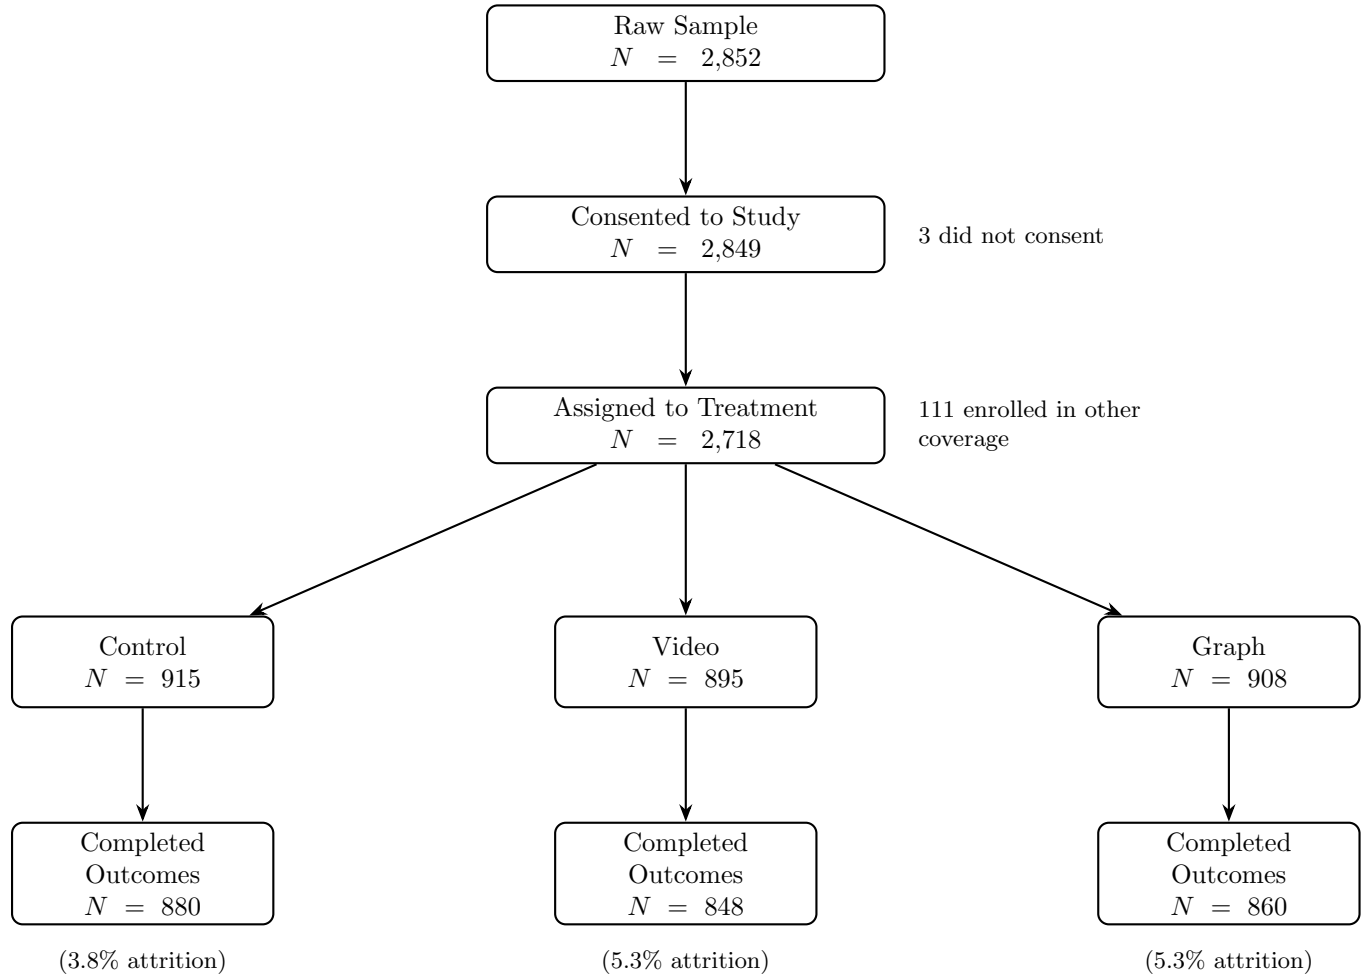 Raw Sample
N = 2,852
Consented to Study
N = 2,849
3 did not consent
Assigned to Treatment
N = 2,718
111 enrolled in other
coverage
Control
N = 915
Video
N = 895
Graph
N = 908
Completed
Outcomes
N = 880
Completed
Outcomes
N = 848
Completed
Outcomes
N = 860
(3.8% attrition)
(5.3% attrition)
(5.3% attrition)